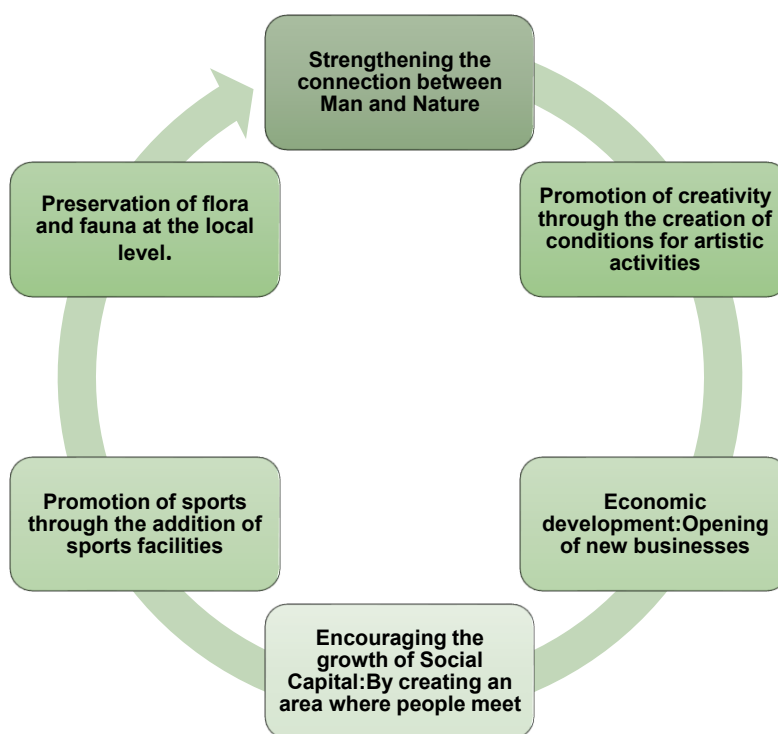 Strengthening the
connection between
Man and Nature
Promotion of creativity
through the creation of
conditions for artistic
activities
Economic
development:Opening
of new businesses
Encouraging the
growth of Social
Capital:By creating an
area where people meet
Promotion of sports
through the addition of
sports facilities
Preservation of flora
and fauna at the local
level.